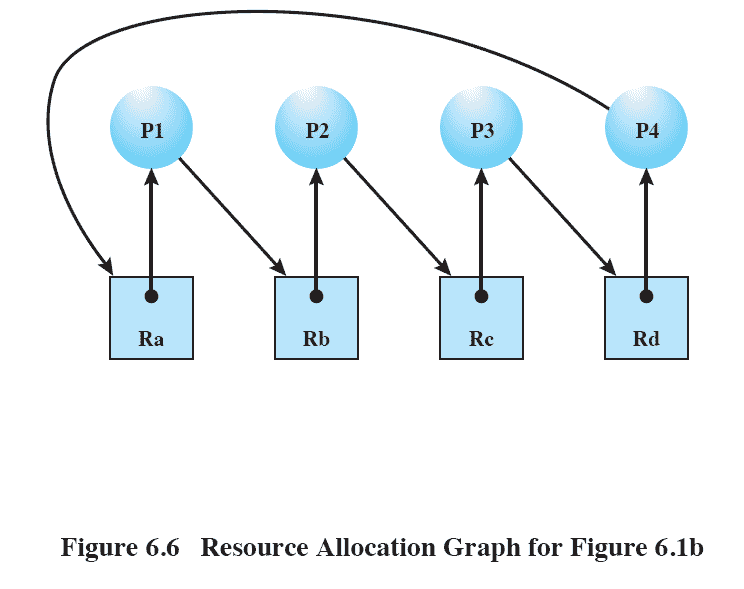 P1 P2 P3 P4
Ra Rb Rc Rd
Figure 6.6 Resource Allocation Graph for Figure 6.1b